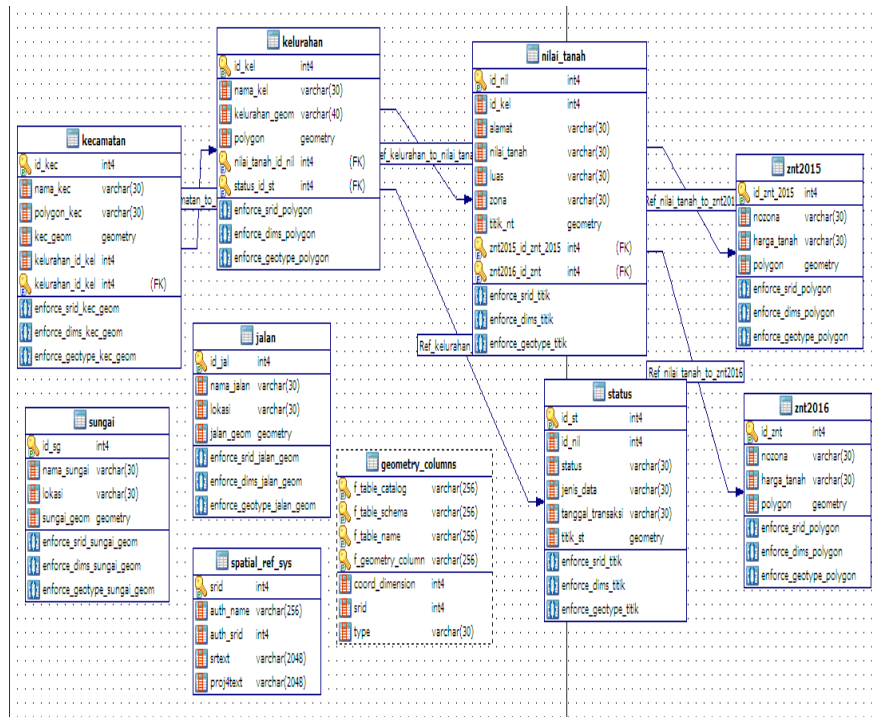 kecamatan
id_kec int4
nama_kec varchar(30)
polygon_kec varchar(30)
kec_geom geometry
kelurahan_id_kel int4
kelurahan_id_kel int4 (FK)
enforce_srid_kec_geom
enforce_dims_kec_geom
enforce_geotype_kec_geom
matan_to_
kelurahan
id_kel int4
nama_kel varchar(30)
kelurahan_geom varchar(40)
polygon geometry
nilai_tanah_id_nil int4 (FK)
status_id_st int4 (FK)
enforce_srid_polygon
enforce_dims_polygon
enforce_geotype_polygon
ef_kelurahan_to_nilai_tana
nilai_tanah
id_nil int4
id_kel int4
alamat varchar(30)
nilai_tanah varchar(30)
luas varchar(30)
zona varchar(30)
titik_nt geometry
znt2015_id_znt_2015 int4 (FK)
znt2016_id_znt int4 (FK)
enforce_srid_titik
enforce_dims_titik
enforce_geotype_titik
Ref_nilai_tanah_to_znt201
znt2015
id_znt_2015 int4
nozona varchar(30)
harga_tanah varchar(30)
polygon geometry
enforce_srid_polygon
enforce_dims_polygon
enforce_geotype_polygon
sungai
id_sg int4
nama_sungai varchar(30)
lokasi varchar(30)
sungai_geom geometry
enforce_srid_sungai_geom
enforce_dims_sungai_geom
enforce_geotype_sungai_geom
jalan
id_jal int4
nama_jalan varchar(30)
lokasi varchar(30)
jalan_geom geometry
enforce_srid_jalan_geom
enforce_dims_jalan_geom
enforce_geotype_jalan_geom
Ref_kelurahan_
Ref_nilai_tanah_to_znt2016
status
id_st int4
id_nil int4
status varchar(30)
jenis_data varchar(30)
tanggal_transaksi varchar(30)
titik_st geometry
enforce_srid_titik
enforce_dims_titik
enforce_geotype_titik
znt2016
id_znt int4
nozona varchar(30)
harga_tanah varchar(30)
polygon geometry
enforce_srid_polygon
enforce_dims_polygon
enforce_geotype_polygon
spatial_ref_sys
srid int4
auth_name varchar(256)
auth_srid int4
srtext varchar(2048)
proj4text varchar(2048)
geometry_columns
f_table_catalog varchar(256)
f_table_schema varchar(256)
f_table_name varchar(256)
f_geometry_column varchar(256)
coord_dimension int4
srid int4
type varchar(30)